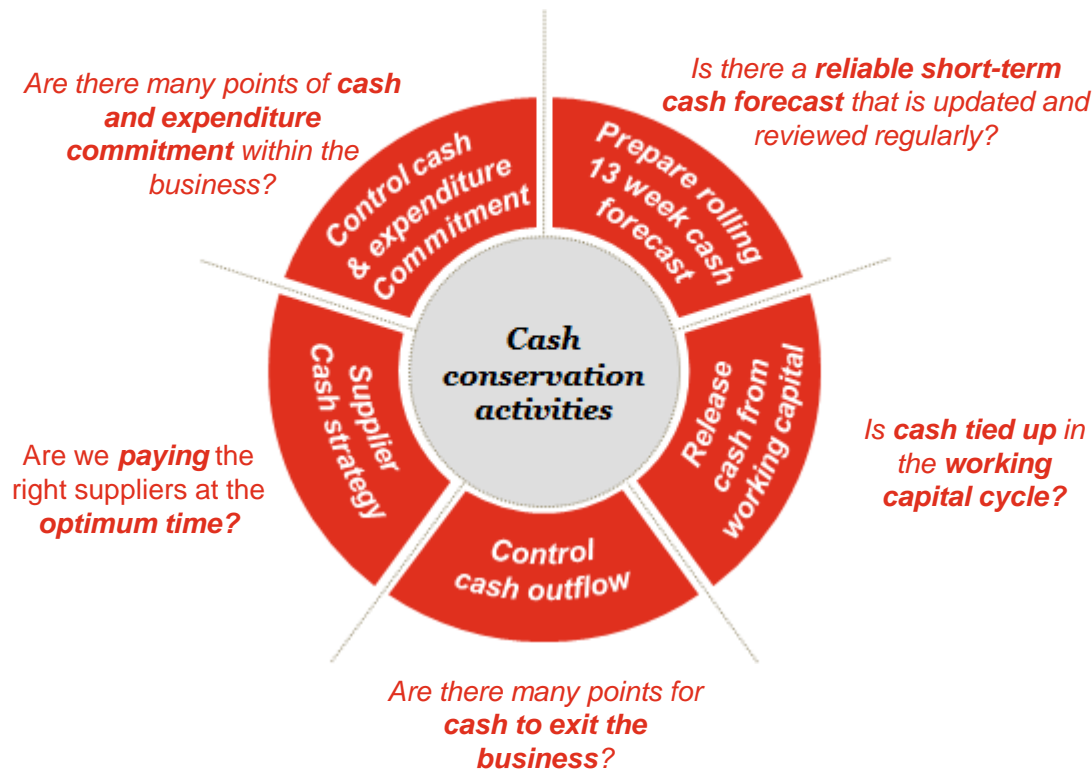 Are there many points of cash
and expenditure
commitment within the
business?
Is there a reliable short-term
cash forecast that is updated and
reviewed regularly?
Control cash
& expenditure
Commitment
Prepare rolling
13 week cash
forecast
Cash
conservation
activities
Supplier
Cash strategy
Release
cash from
working capital
Are we paying the
right suppliers at the
optimum time?
Is cash tied up in
the working
capital cycle?
Control
cash outflow
Are there many points for
cash to exit the
business?